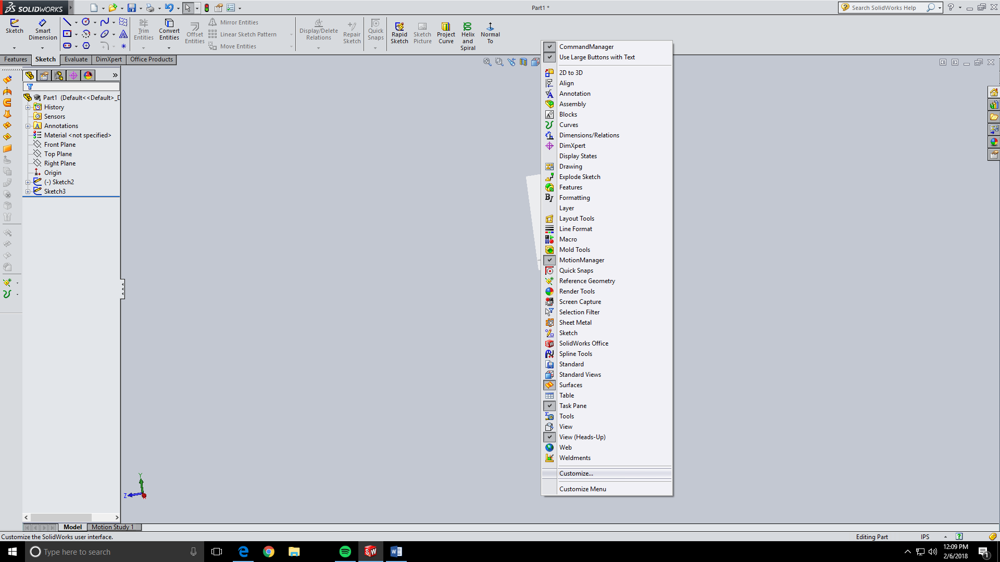 SOLIDWORKS
Part1 *
Search SolidWorks Help
Sketch
Smart
Dimension
Trim
Entities
Convert
Entities
Offset
Entities
Mirror Entities
Linear Sketch Pattern
Move Entities
Display/Delete
Relations
Repair
Sketch
Quick
Snaps
Rapid
Sketch
Sketch
Picture
Project
Curve
Helix
and
Spiral
Normal
To
Features
Sketch
Evaluate
DimXpert
Office Products
Part1 (Default<<Default>_D
History
Sensors
Annotations
Material <not specified>
Front Plane
Top Plane
Right Plane
Origin
(-) Sketch2
Sketch3
CommandManager
Use Large Buttons with Text
2D to 3D
Align
Annotation
Assembly
Blocks
Curves
Dimensions/Relations
DimXpert
Display States
Drawing
Explode Sketch
Features
Formatting
Layer
Layout Tools
Line Format
Macro
Mold Tools
MotionManager
Quick Snaps
Reference Geometry
Render Tools
Screen Capture
Selection Filter
Sheet Metal
Sketch
SolidWorks Office
Spline Tools
Standard
Standard Views
Surfaces
Table
Task Pane
Tools
View
View (Heads-Up)
Web
Weldments
Customize...
Customize Menu
Y
Z
Model
Motion Study 1
Customize the SolidWorks user interface.
Editing Part
IPS
Type here to search
12:09 PM
2/6/2018
1